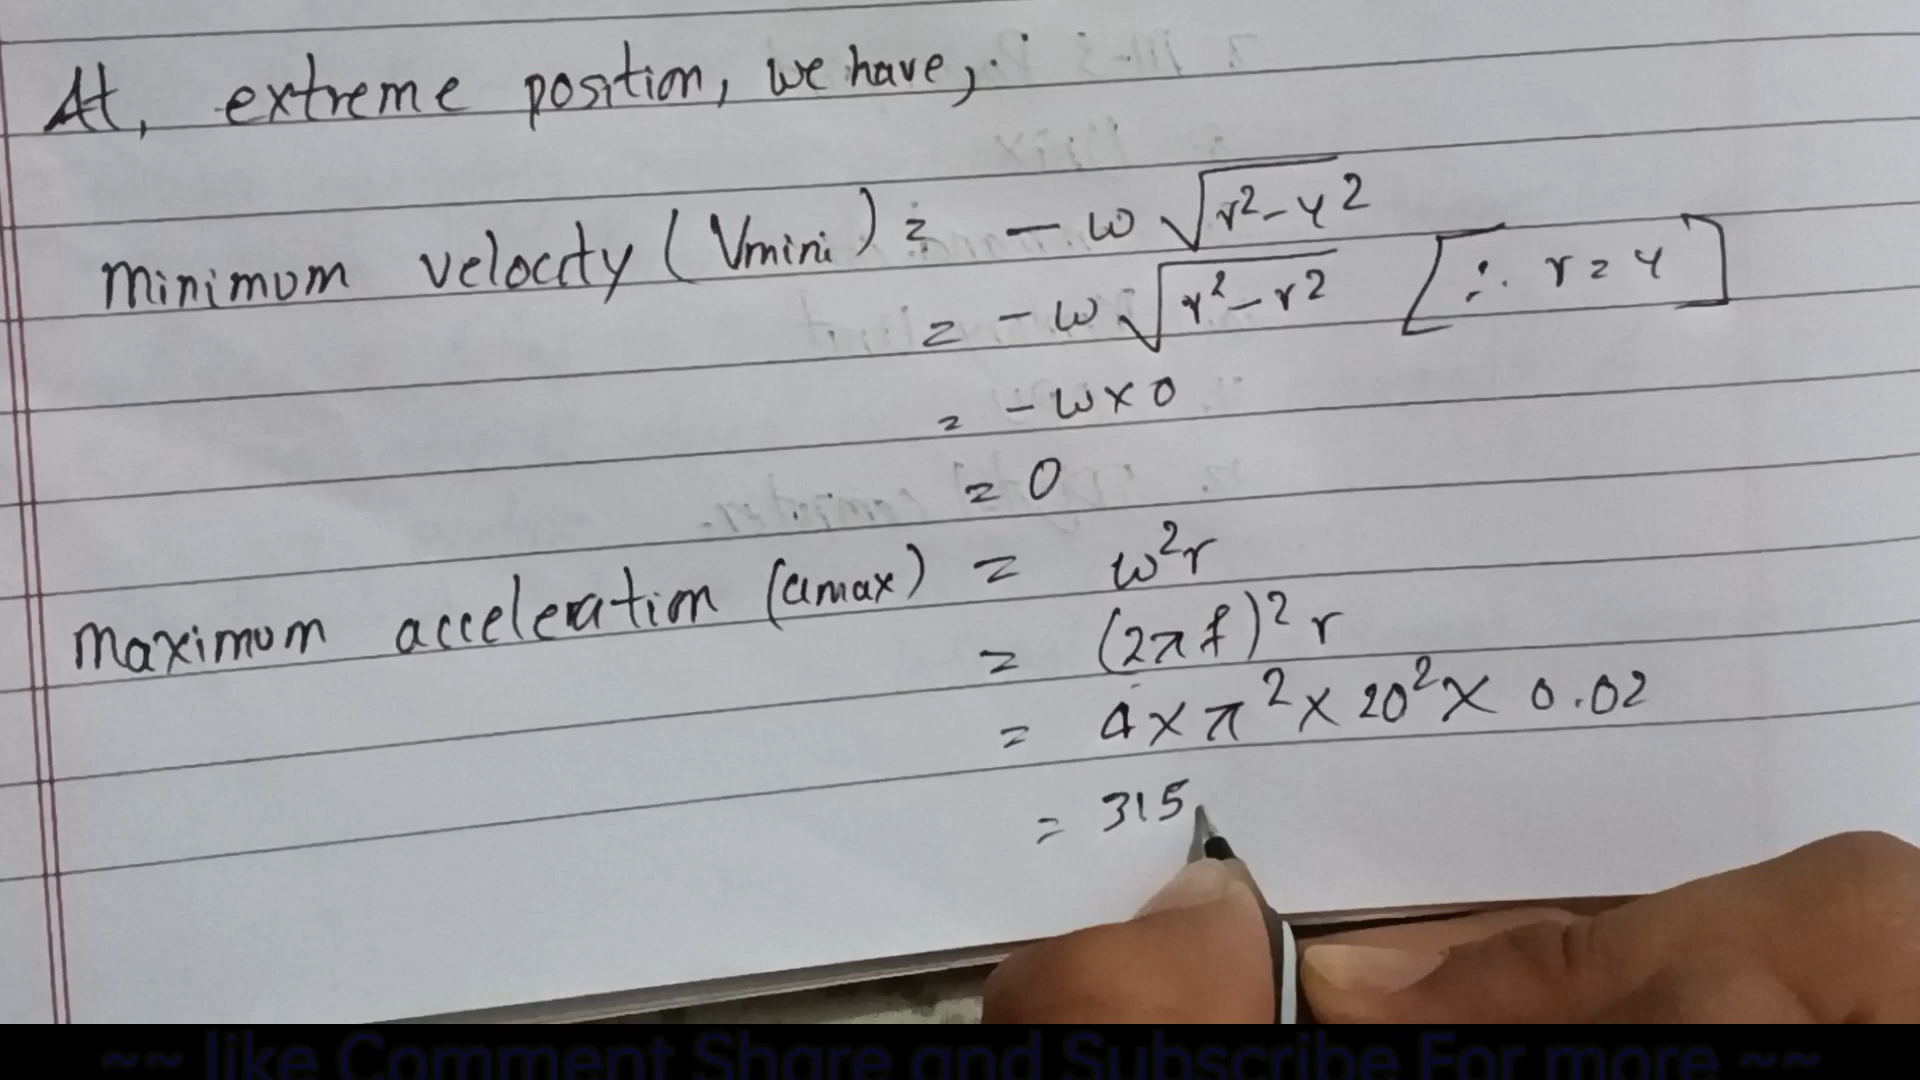 At, extreme position, we have,
Minimum velocity (Vmini) = - ω √r²-y²
= - ω √r²-r² [∴ r = y]
= - ω × 0
= 0
Maximum acceleration (amax) = ω²r
= (2πf)² r
= 4 × π² × 20² × 0.02
= 315
~~ like Comment Share and Subscribe For more ~~